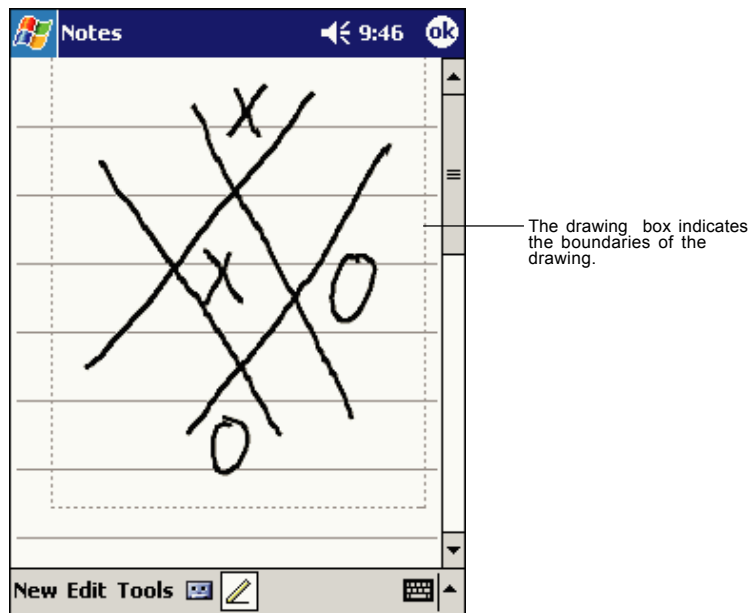 Notes 9:46 ok
X
X
O
O
The drawing box indicates
the boundaries of the
drawing.
New Edit Tools